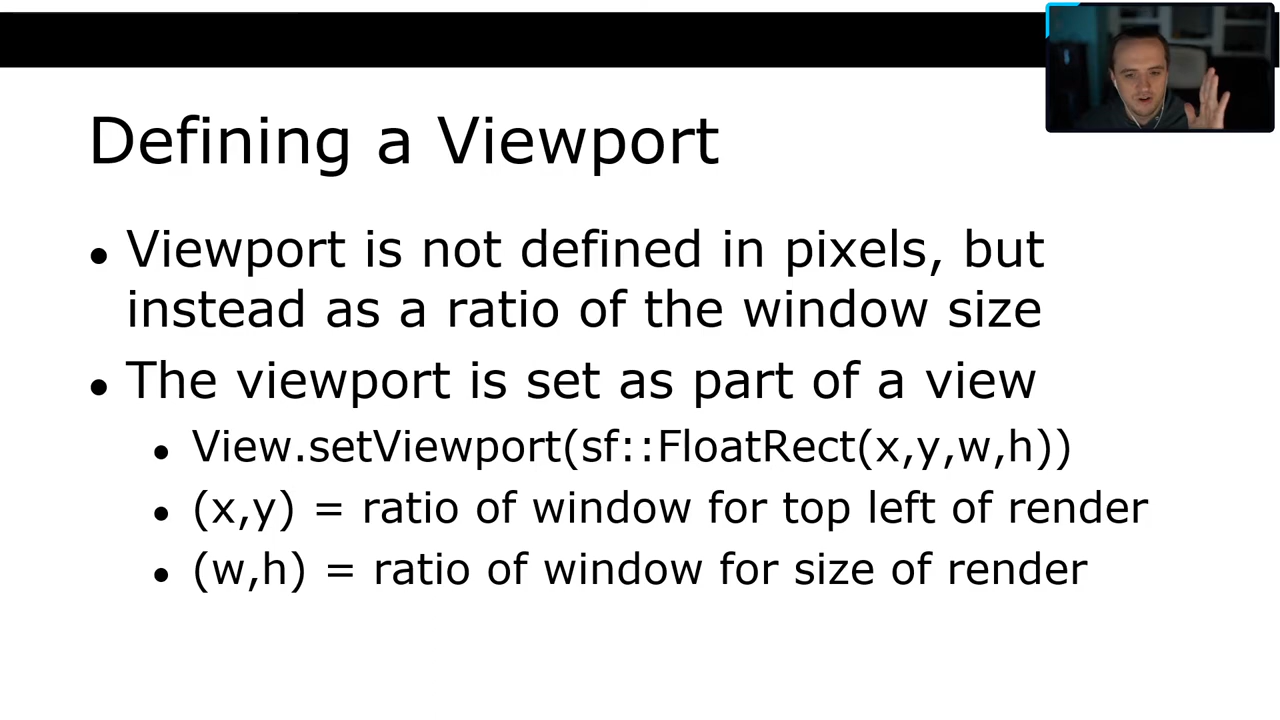 Defining a Viewport
• Viewport is not defined in pixels, but
instead as a ratio of the window size
• The viewport is set as part of a view
• View.setViewport(sf::FloatRect(x,y,w,h))
• (x,y) = ratio of window for top left of render
• (w,h) = ratio of window for size of render